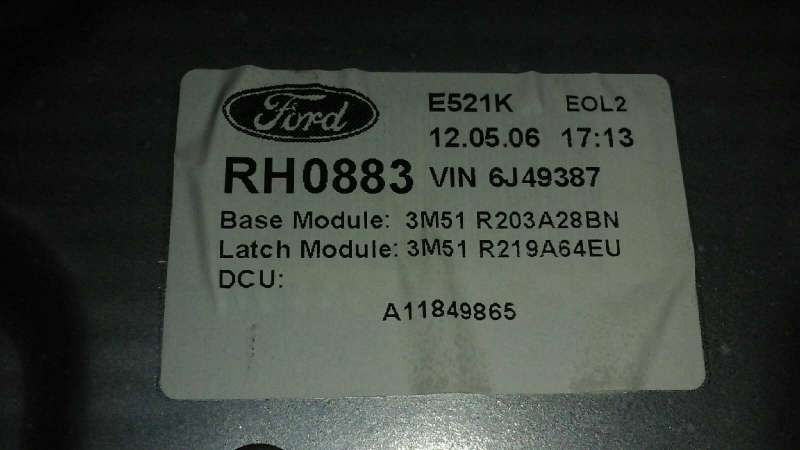 Ford
E521K EOL2
12.05.06 17:13
RH0883 VIN 6J49387
Base Module: 3M51 R203A28BN
Latch Module: 3M51 R219A64EU
DCU:
A11849865